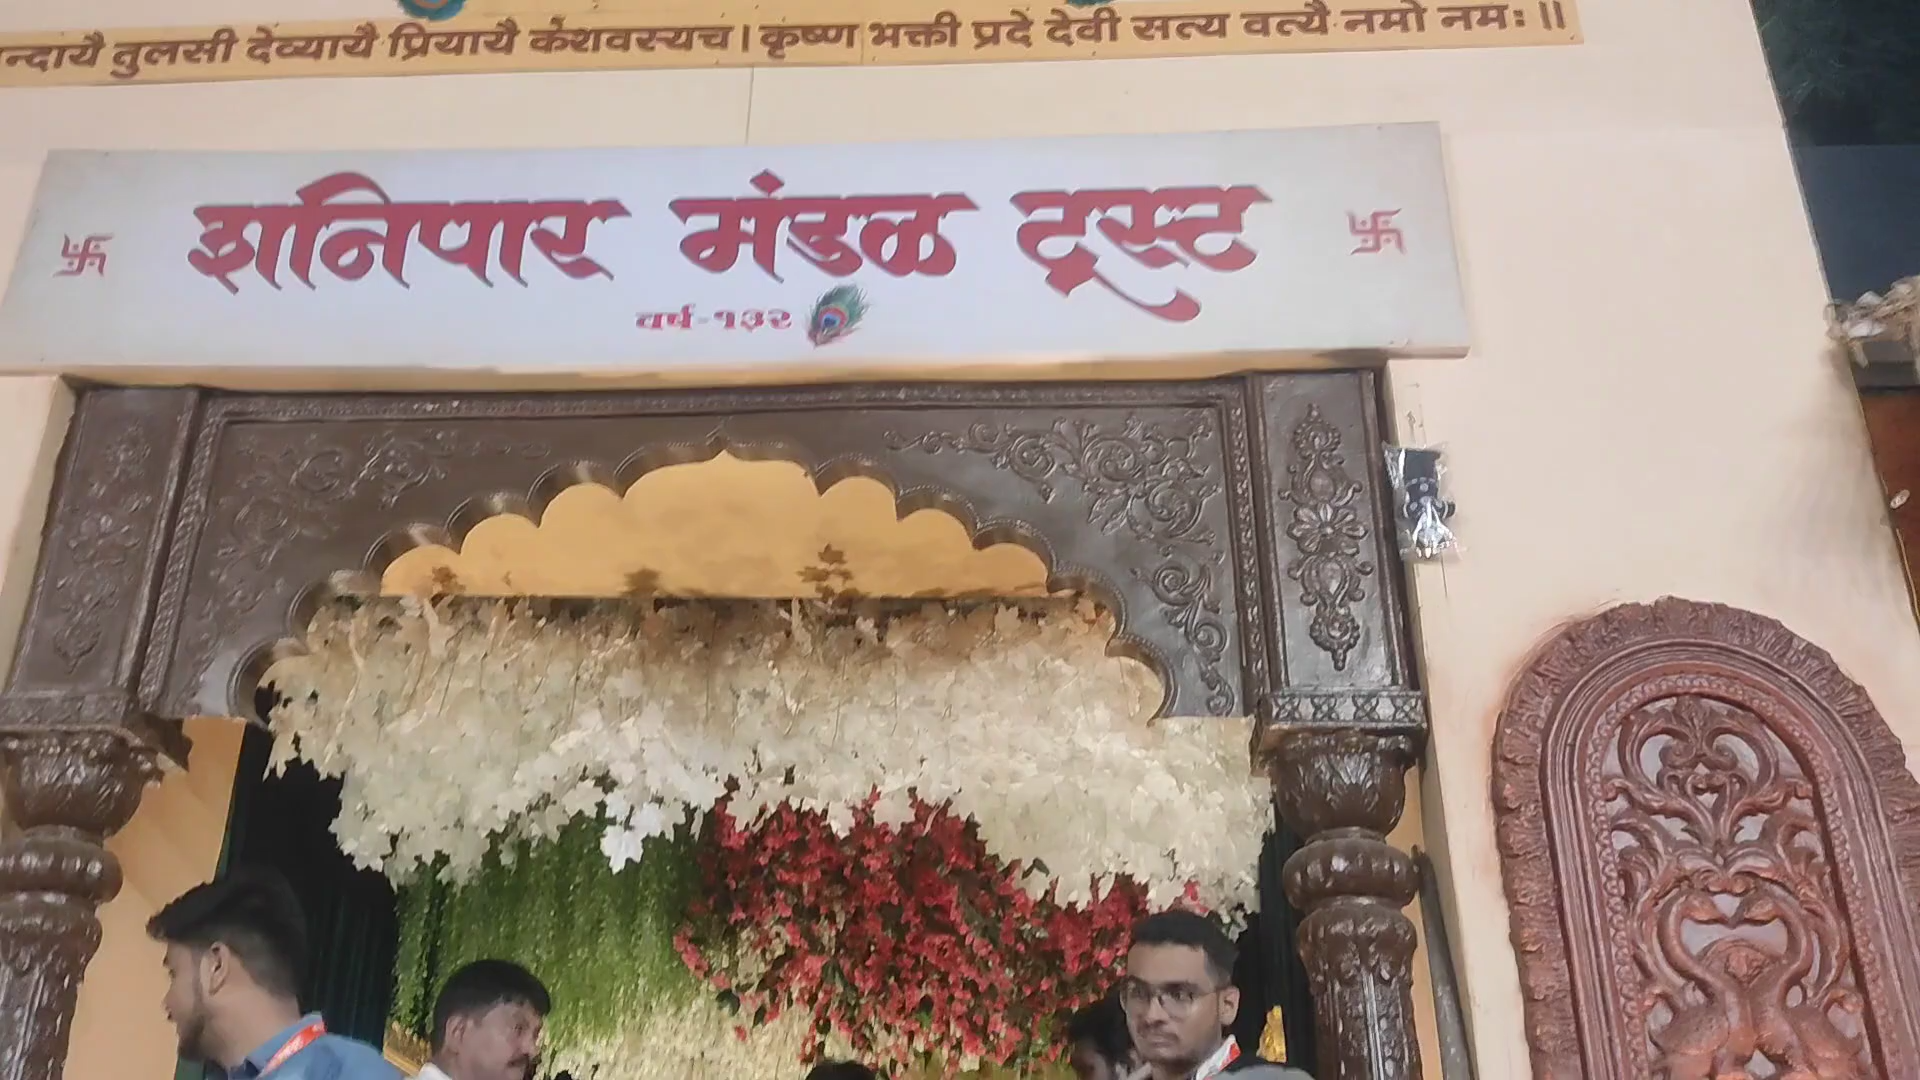 न्दायै तुलसी देव्यायै प्रियायै केशवस्यच। कृष्ण भक्ती प्रदे देवी सत्य वत्यै नमो नमः॥
शनिपार मंडळ ट्रस्ट
वर्ष-१३२